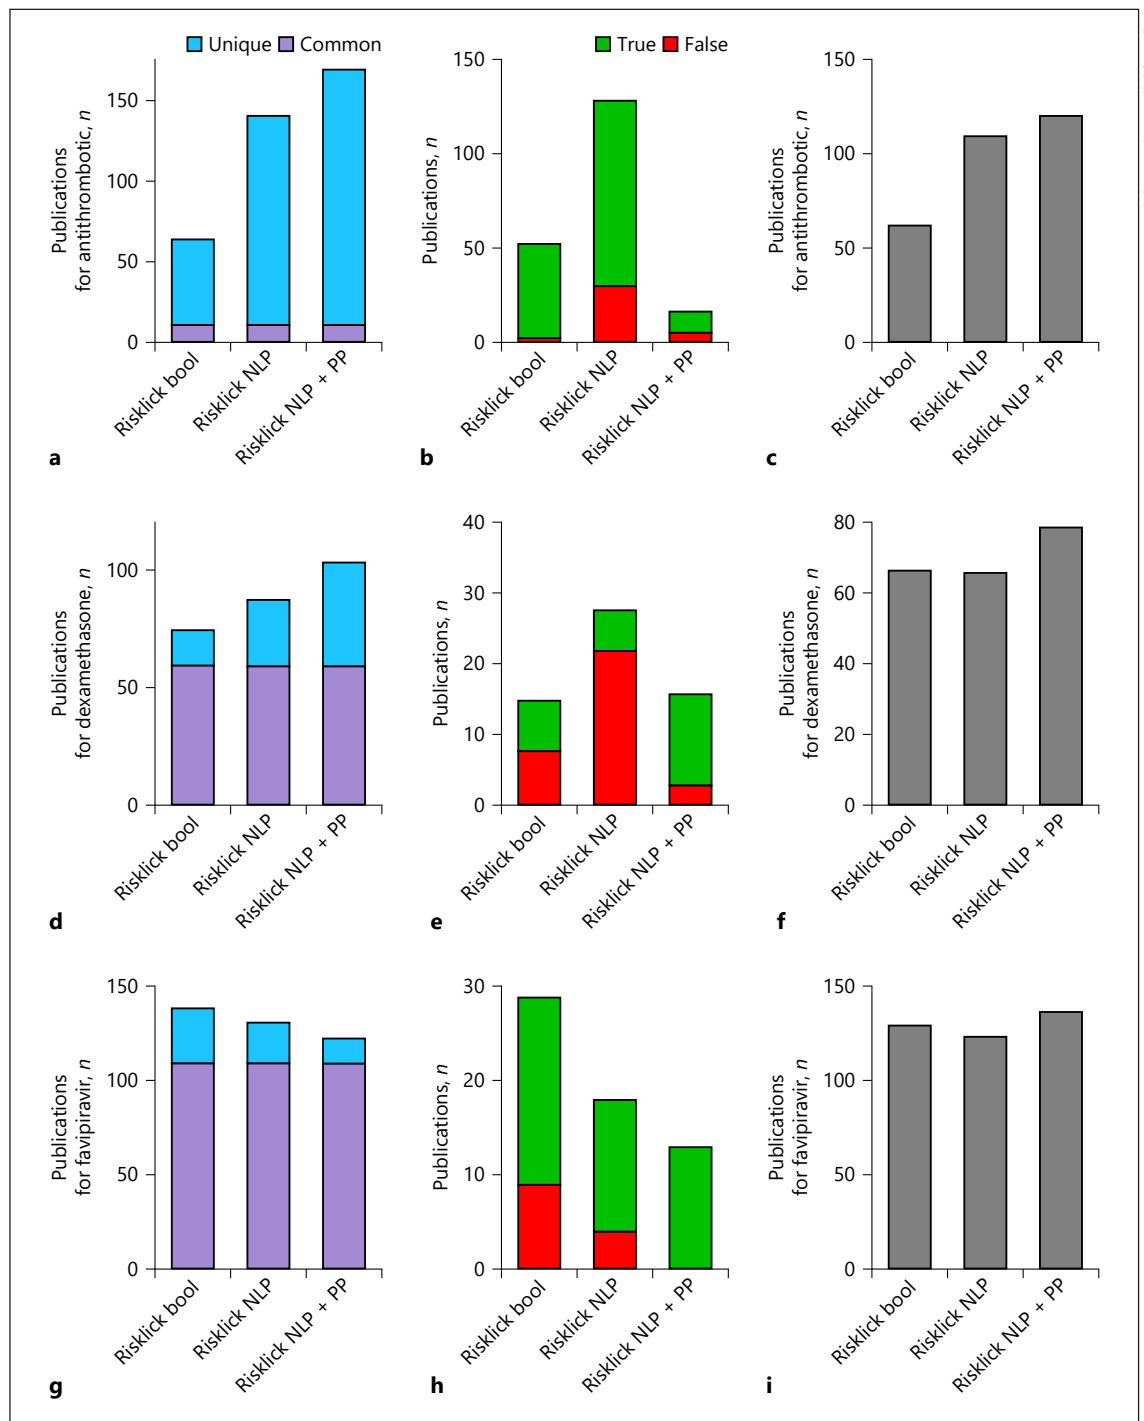 Unique Common
True False
Publications
for antithrombotic, n
150
100
50
0
Risklick bool
Risklick NLP
Risklick NLP + PP
a
Publications, n
150
100
50
0
Risklick bool
Risklick NLP
Risklick NLP + PP
b
Publications
for antithrombotic, n
150
100
50
0
Risklick bool
Risklick NLP
Risklick NLP + PP
c
Publications
for dexamethasone, n
100
50
0
Risklick bool
Risklick NLP
Risklick NLP + PP
d
Publications, n
40
30
20
10
0
Risklick bool
Risklick NLP
Risklick NLP + PP
e
Publications
for dexamethasone, n
80
60
40
20
0
Risklick bool
Risklick NLP
Risklick NLP + PP
f
Publications
for favipiravir, n
150
100
50
0
Risklick bool
Risklick NLP
Risklick NLP + PP
g
Publications, n
30
20
10
0
Risklick bool
Risklick NLP
Risklick NLP + PP
h
Publications
for favipiravir, n
150
100
50
0
Risklick bool
Risklick NLP
Risklick NLP + PP
i